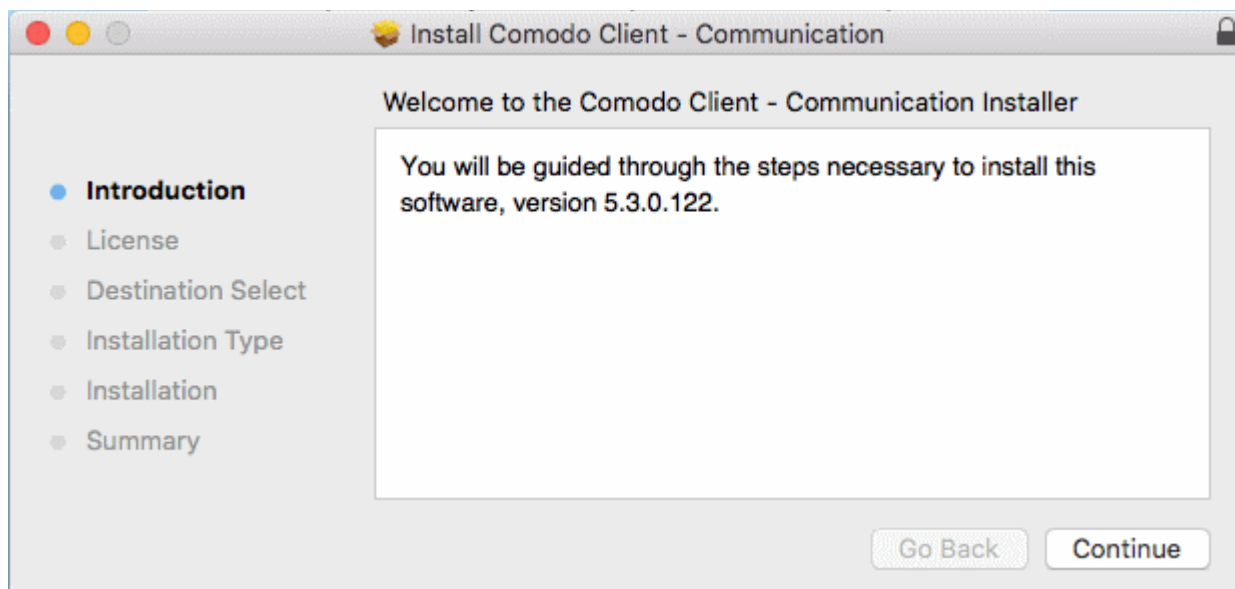 Install Comodo Client - Communication
Welcome to the Comodo Client - Communication Installer
Introduction
License
Destination Select
Installation Type
Installation
Summary
You will be guided through the steps necessary to install this
software, version 5.3.0.122.
Go Back
Continue